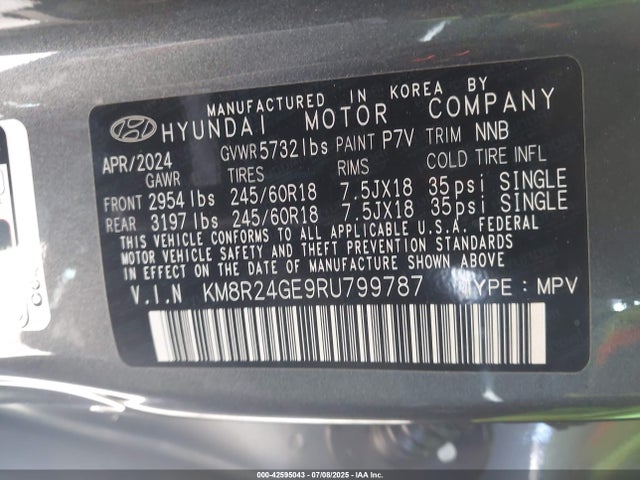 MANUFACTURED IN KOREA BY
HYUNDAI MOTOR COMPANY
APR/2024 GVWR 5732 lbs PAINT P7V TRIM NNB
GAWR TIRES RIMS COLD TIRE INFL
FRONT 2954 lbs 245/60R18 7.5JX18 35psi SINGLE
REAR 3197 lbs 245/60R18 7.5JX18 35psi SINGLE
THIS VEHICLE CONFORMS TO ALL APPLICABLE U.S.A. FEDERAL
MOTOR VEHICLE SAFETY AND THEFT PREVENTION STANDARDS
IN EFFECT ON THE DATE OF MANUFACTURE SHOWN ABOVE.
V.I.N KM8R24GE9RU799787 TYPE : MPV
000-42595043 07/08/2025 IAAI.COM